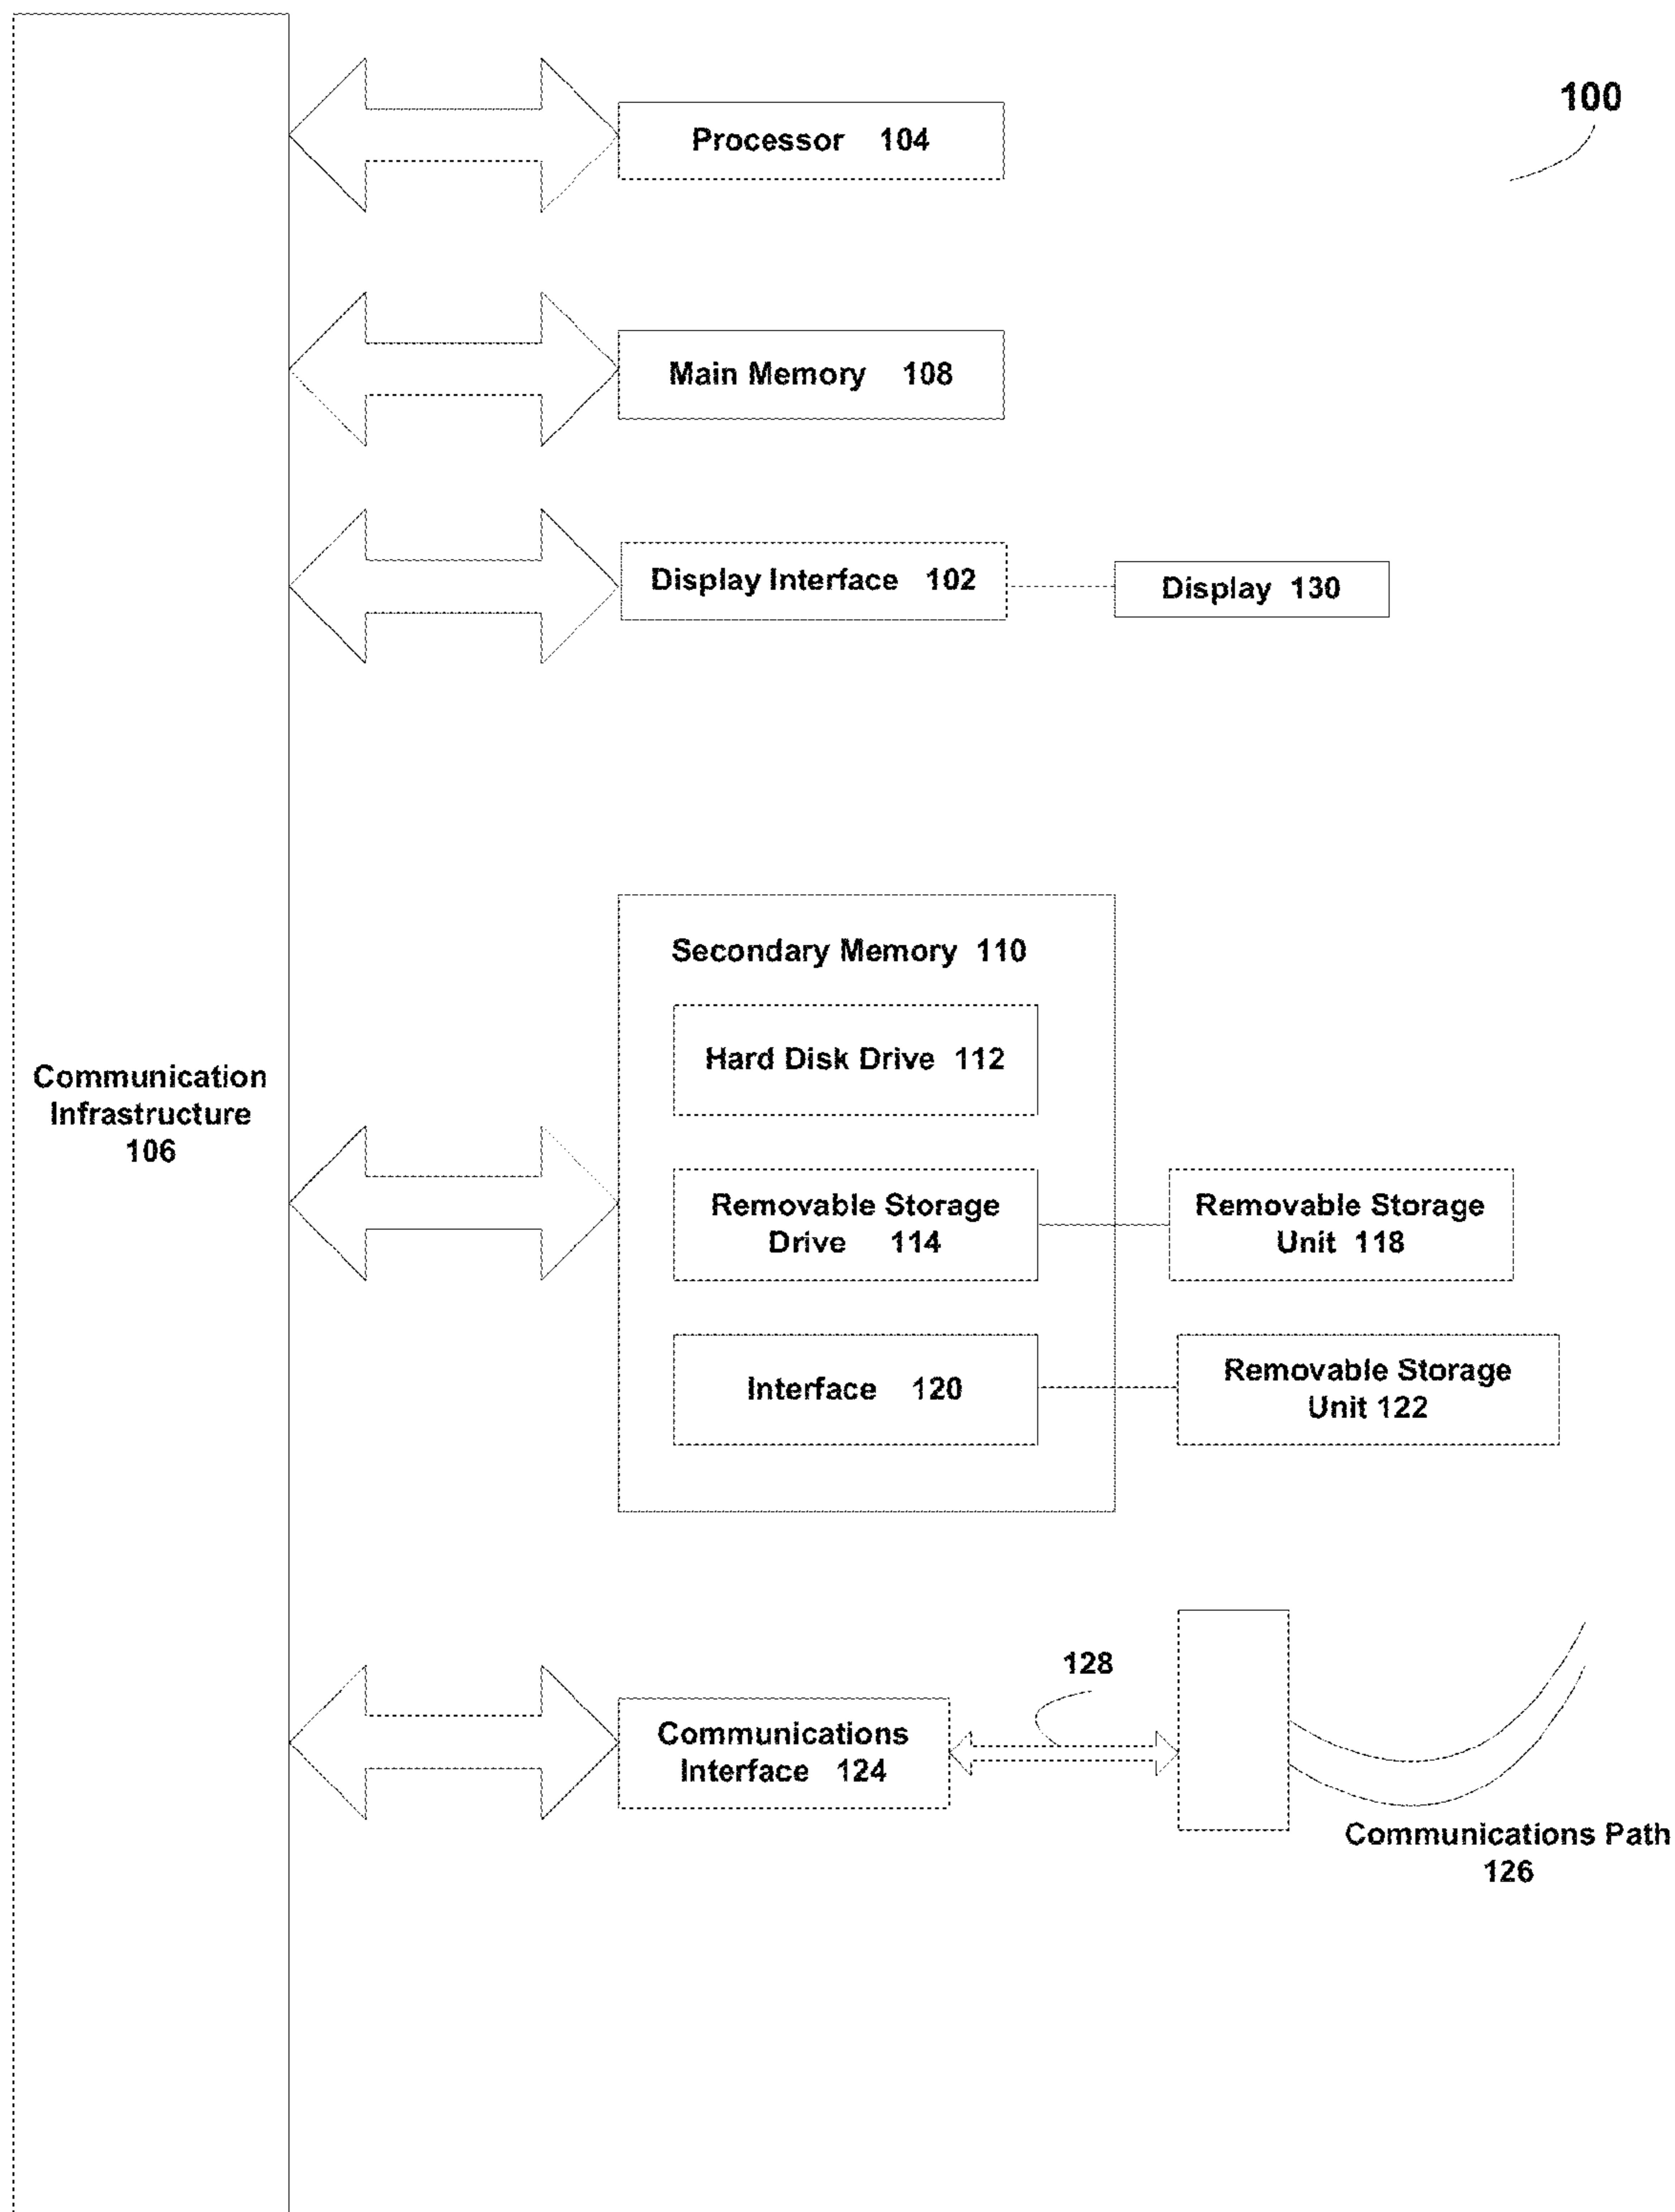 100
Processor 104
Main Memory 108
Display Interface 102
Display 130
Secondary Memory 110
Hard Disk Drive 112
Communication
Infrastructure
106
Removable Storage
Drive 114
Removable Storage
Unit 118
Interface 120
Removable Storage
Unit 122
128
Communications
Interface 124
Communications Path
126